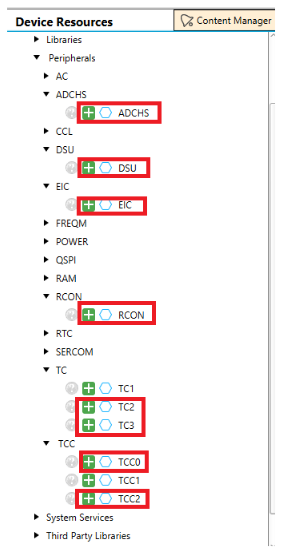 Device Resources
Content Manager
Libraries
Peripherals
AC
ADCHS
ADCHS
CCL
DSU
DSU
EIC
EIC
FREQM
POWER
QSPI
RAM
RCON
RCON
RTC
SERCOM
TC
TC1
TC2
TC3
TCC
TCC0
TCC1
TCC2
System Services
Third Party Libraries